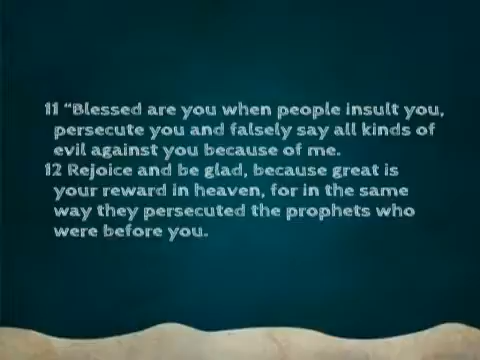 11 “Blessed are you when people insult you,
persecute you and falsely say all kinds of
evil against you because of me.
12 Rejoice and be glad, because great is
your reward in heaven, for in the same
way they persecuted the prophets who
were before you.